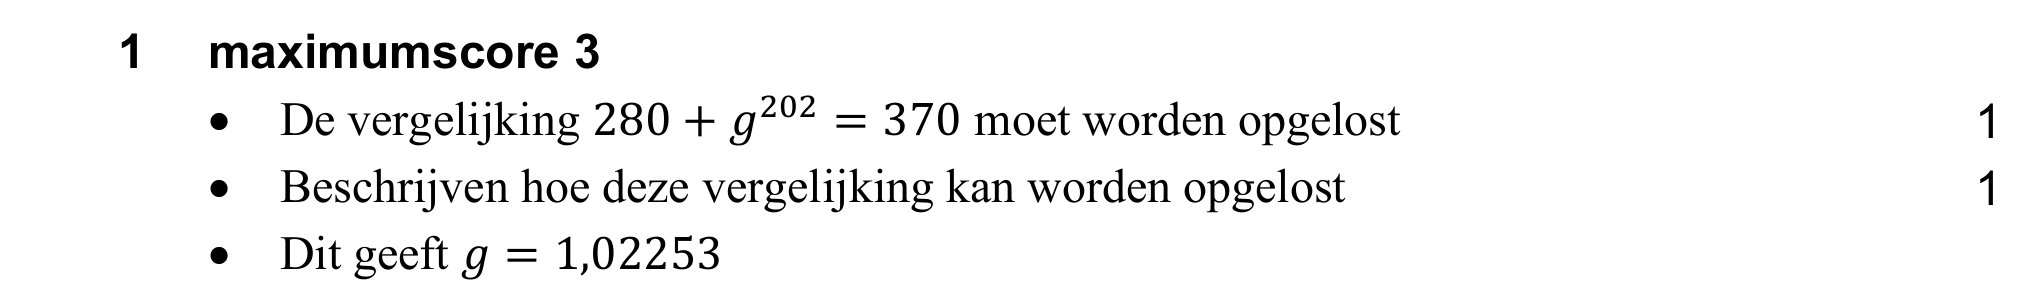 1 maximumscore 3
• De vergelijking 280 + g^202 = 370 moet worden opgelost 1
• Beschrijven hoe deze vergelijking kan worden opgelost 1
• Dit geeft g = 1,02253